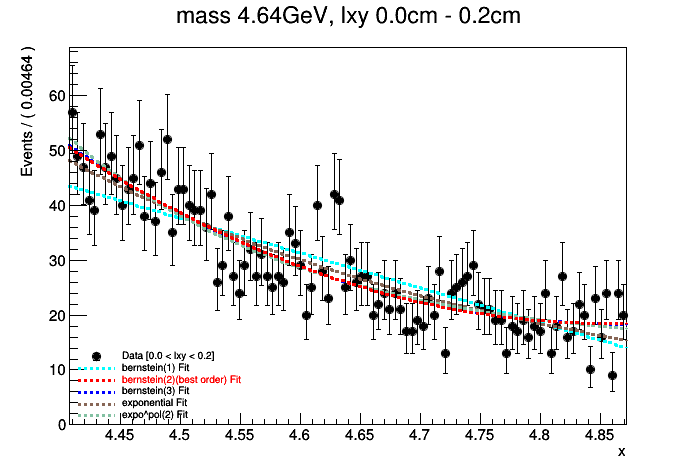 mass 4.64GeV, lxy 0.0cm - 0.2cm
Events / ( 0.00464 )
60
50
40
30
20
10
0
Data [0.0 < lxy < 0.2]
bernstein(1) Fit
bernstein(2)(best order) Fit
bernstein(3) Fit
exponential Fit
expo^pol(2) Fit
4.45 4.5 4.55 4.6 4.65 4.7 4.75 4.8 4.85
x